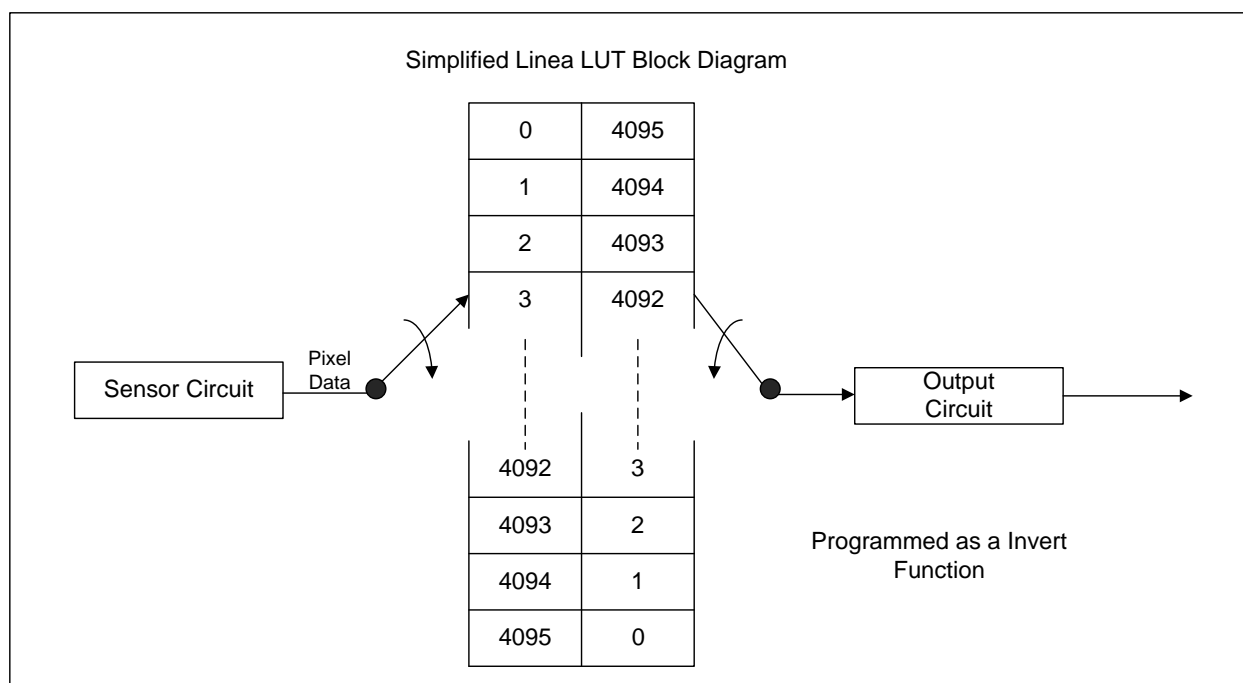 Simplified Linea LUT Block Diagram
0 4095
1 4094
2 4093
3 4092
Pixel
Data
Sensor Circuit
Output
Circuit
4092 3
4093 2
4094 1
4095 0
Programmed as a Invert
Function